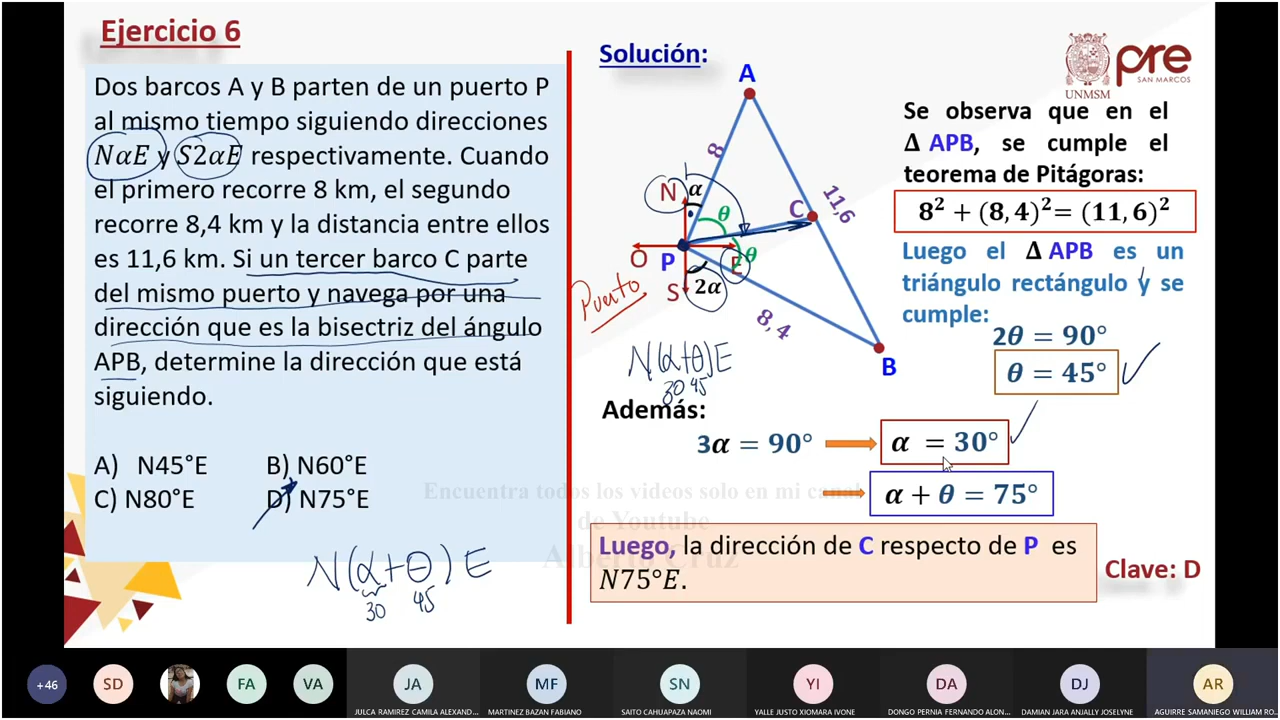 Ejercicio 6
Dos barcos A y B parten de un puerto P
al mismo tiempo siguiendo direcciones
NαE y S2αE respectivamente. Cuando
el primero recorre 8 km, el segundo
recorre 8,4 km y la distancia entre ellos
es 11,6 km. Si un tercer barco C parte
del mismo puerto y navega por una
dirección que es la bisectriz del ángulo
APB, determine la dirección que está
siguiendo.
A) N45°E B) N60°E
C) N80°E D) N75°E
N(α+θ)E
30 45
Solución:
A
8
N α
θ
C
11,6
O P E θ
S 2α
Puerto
8,4
B
N(α+θ)E
30 45
pre
SAN MARCOS
UNMSM
Se observa que en el
Δ APB, se cumple el
teorema de Pitágoras:
8² + (8,4)² = (11,6)²
Luego el Δ APB es un
triángulo rectángulo y se
cumple:
2θ = 90°
θ = 45°
Además:
3α = 90°
α = 30°
α + θ = 75°
Encuentra todos los videos solo en mi canal
de Youtube
Alberto Cruz
Luego, la dirección de C respecto de P es
N75°E.
Clave: D
+46 SD FA VA JA MF SN YI DA DJ AR
JULCA RAMIREZ CAMILA ALEXAND... MARTINEZ BAZAN FABIANO SAITO CAHUAPAZA NAOMI YALLE JUSTO XIOMARA IVONE DONGO PERNIA FERNANDO ALON... DAMIAN JARA ANJALLY JOSELYNE AGUIRRE SAMANIEGO WILLIAM RO...